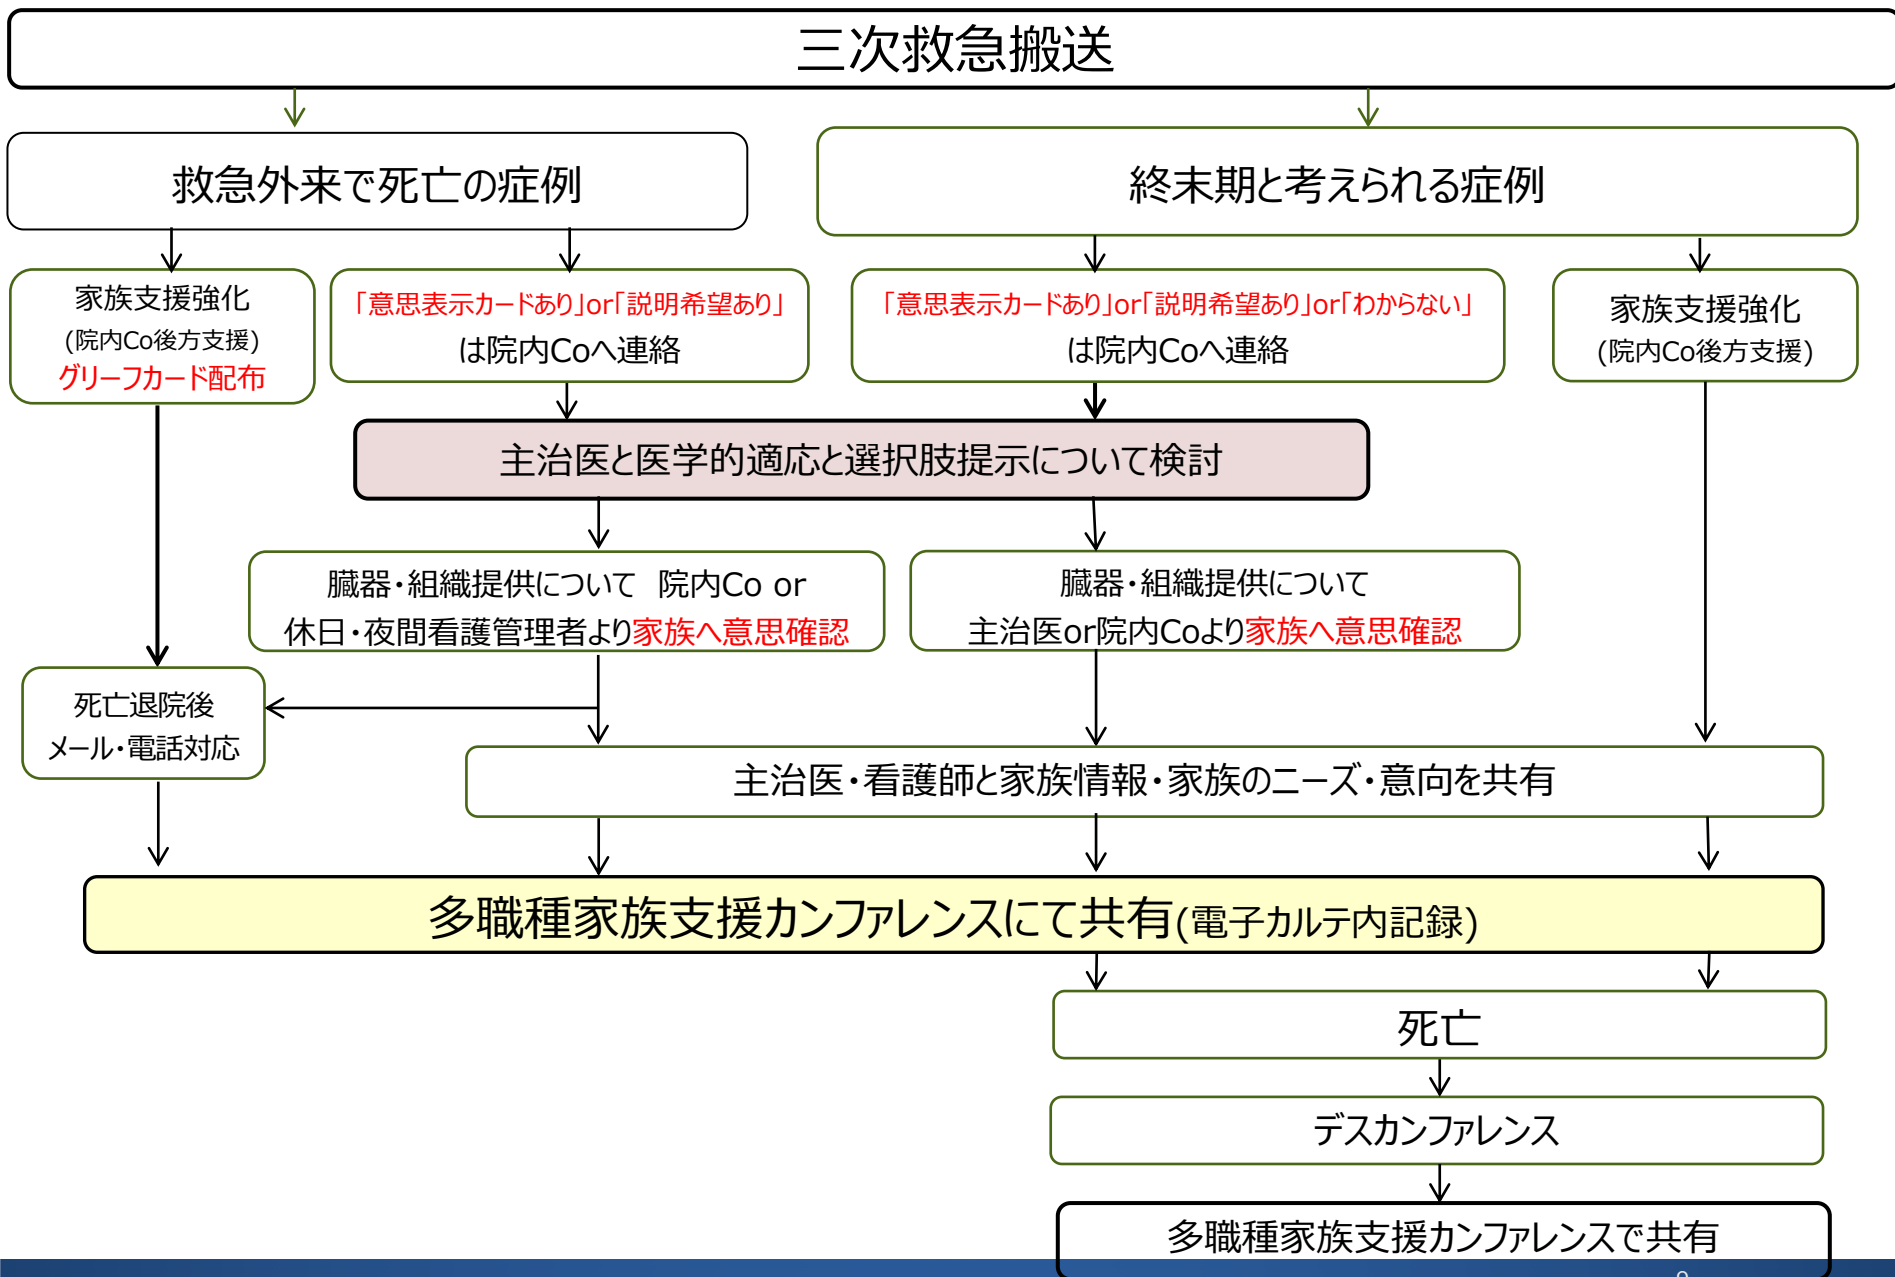 三次救急搬送
救急外来で死亡の症例
終末期と考えられる症例
家族支援強化
(院内Co後方支援)
グリーフカード配布
「意思表示カードあり」or「説明希望あり」
は院内Coへ連絡
「意思表示カードあり」or「説明希望あり」or「わからない」
は院内Coへ連絡
家族支援強化
(院内Co後方支援)
主治医と医学的適応と選択肢提示について検討
臓器・組織提供について 院内Co or
休日・夜間看護管理者より家族へ意思確認
臓器・組織提供について
主治医or院内Coより家族へ意思確認
死亡退院後
メール・電話対応
主治医・看護師と家族情報・家族のニーズ・意向を共有
多職種家族支援カンファレンスにて共有(電子カルテ内記録)
死亡
デスカンファレンス
多職種家族支援カンファレンスで共有